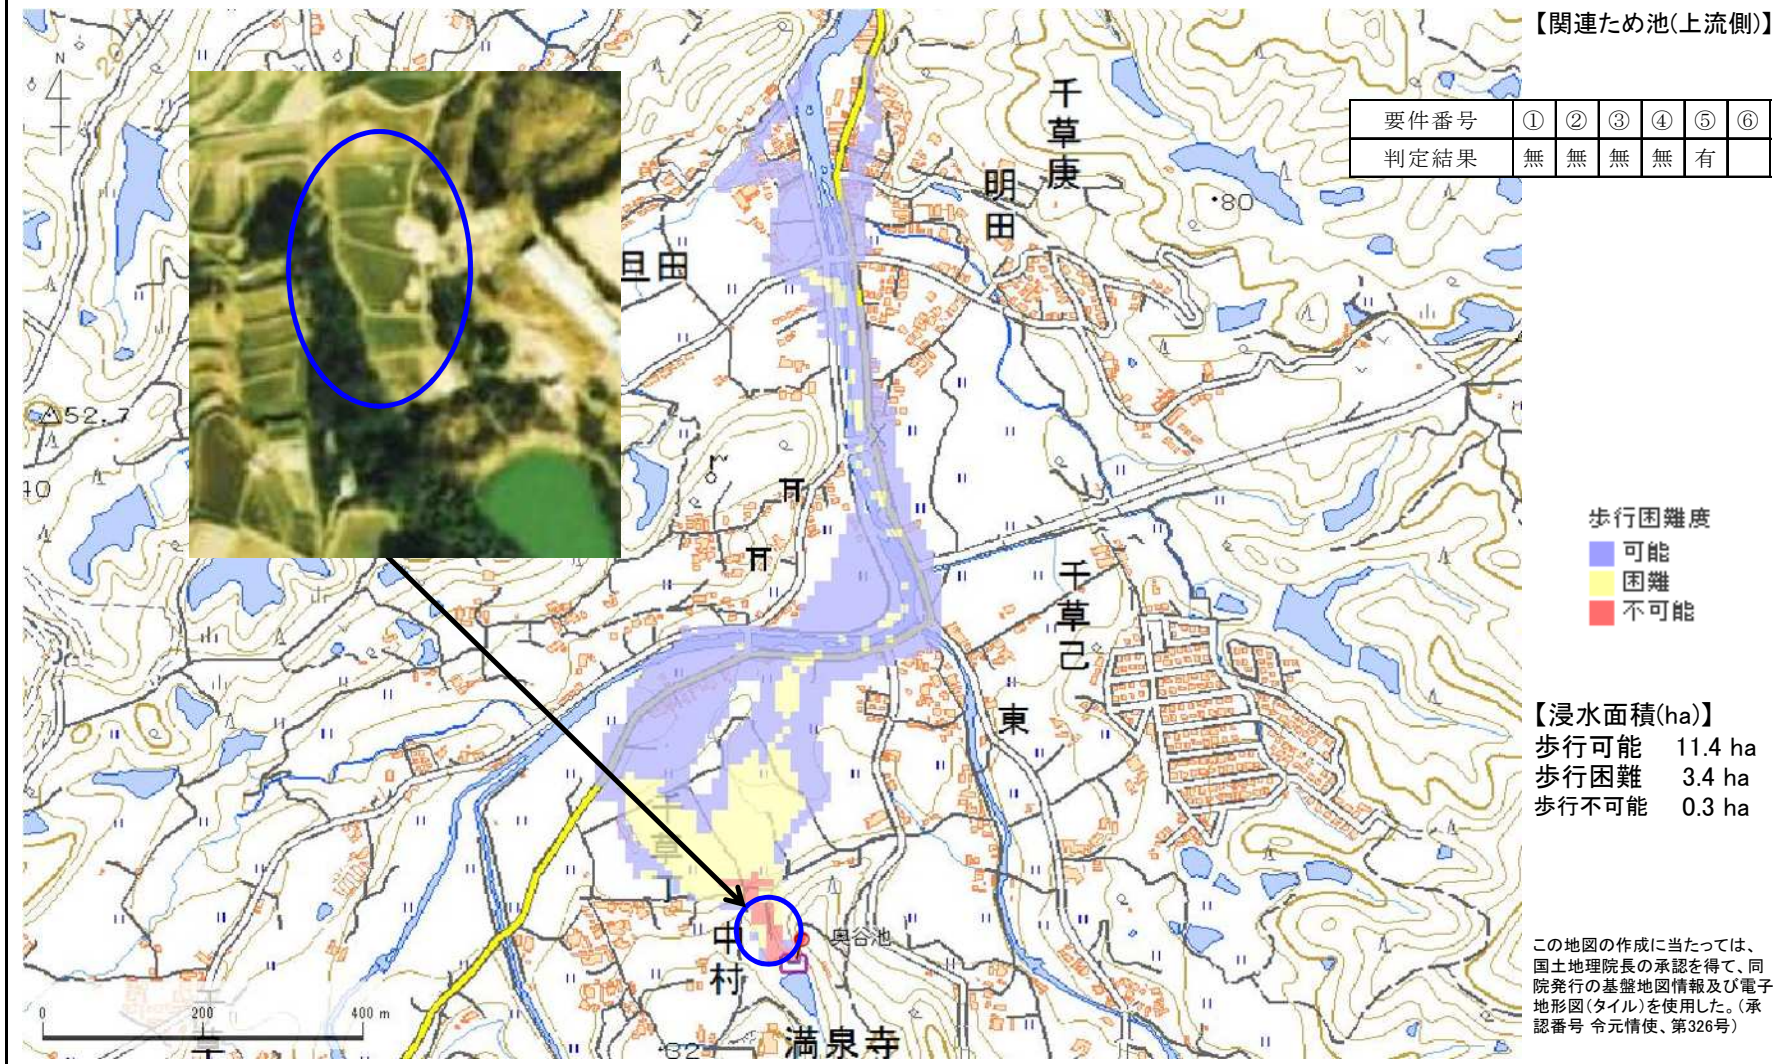 【関連ため池(上流側)】
要件番号 ① ② ③ ④ ⑤ ⑥
判定結果 無 無 無 無 有
N
20
千草庚
明田
・80
旦田
△52.7
40
千草己
東
歩行困難度
可能
困難
不可能
【浸水面積(ha)】
歩行可能 11.4 ha
歩行困難 3.4 ha
歩行不可能 0.3 ha
千草丁
奥谷池
中村
満泉寺
0 200 400 m
この地図の作成に当たっては、
国土地理院長の承認を得て、同
院発行の基盤地図情報及び電子
地形図(タイル)を使用した。(承
認番号 令元情使、第326号)